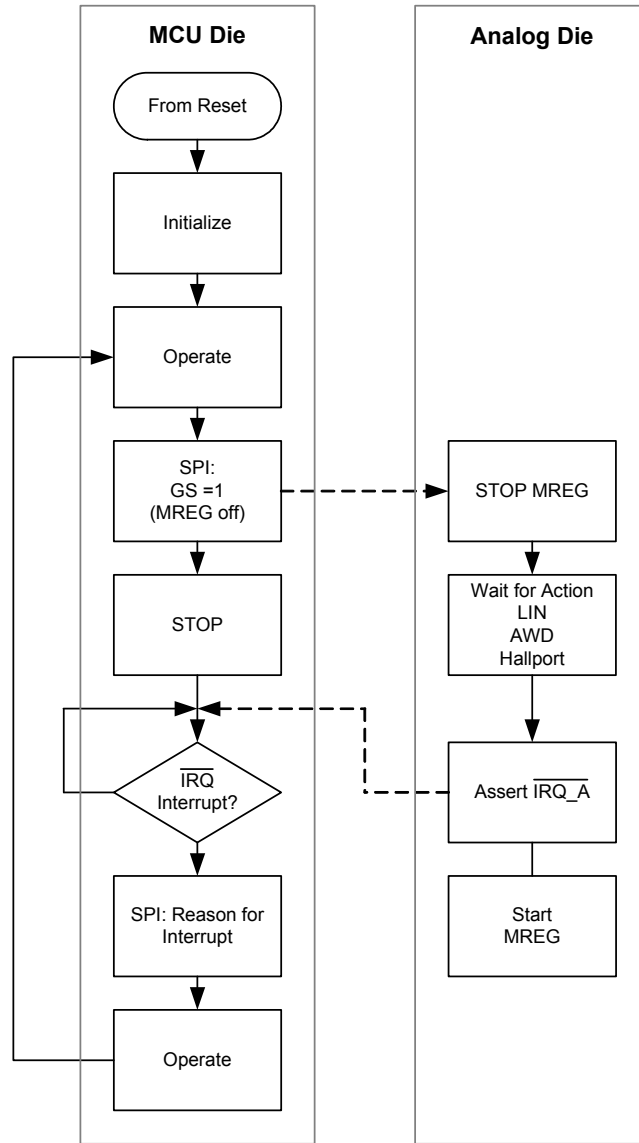 MCU Die
From Reset
Initialize
Operate
SPI:
GS =1
(MREG off)
STOP
IRQ
Interrupt?
SPI: Reason for
Interrupt
Operate
Analog Die
STOP MREG
Wait for Action
LIN
AWD
Hallport
Assert IRQ_A
Start
MREG